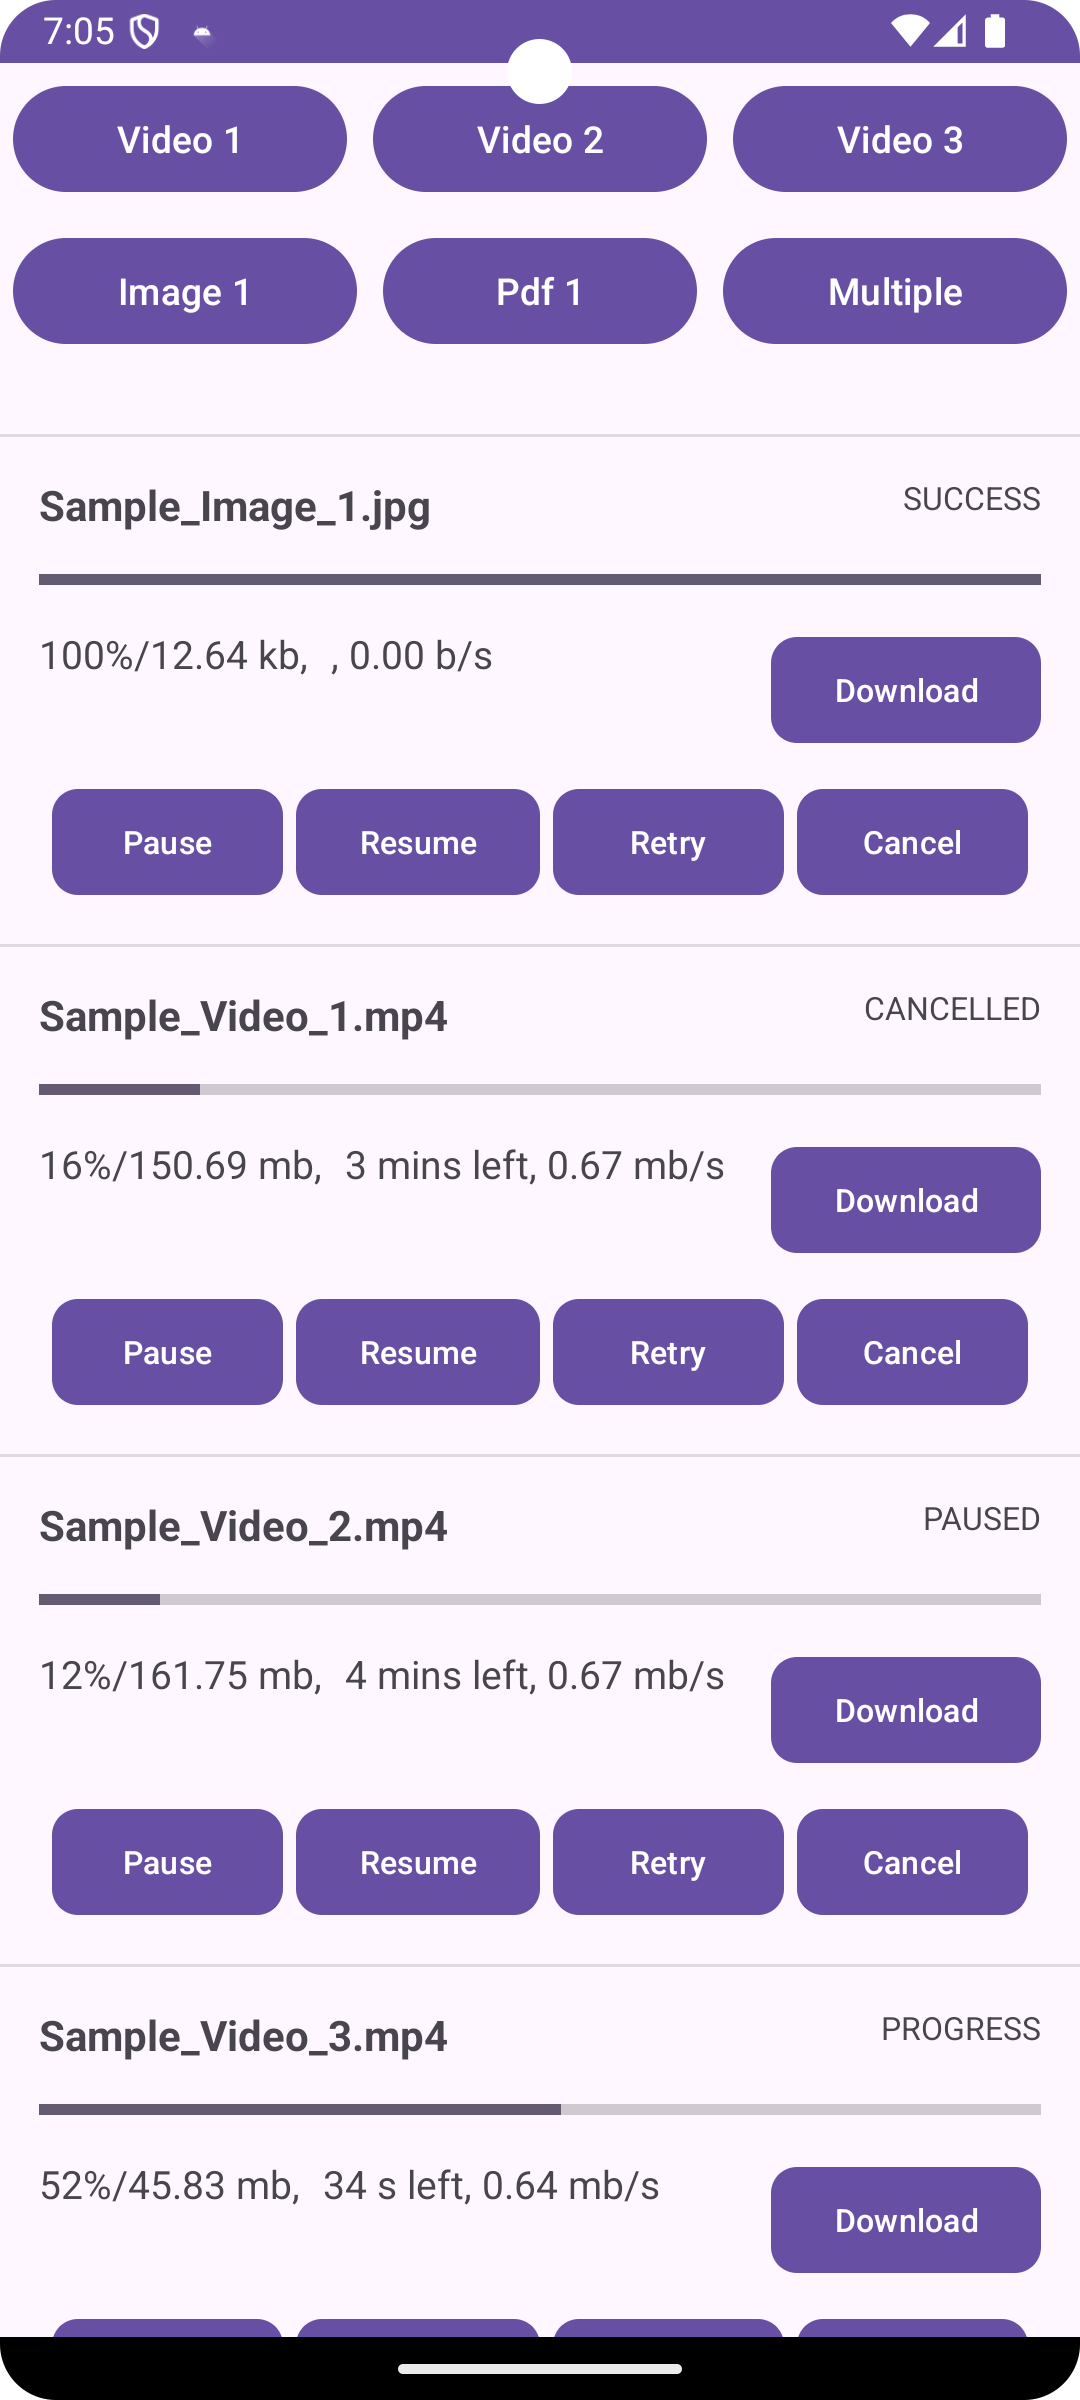 7:05
Video 1 Video 2 Video 3
Image 1 Pdf 1 Multiple
Sample_Image_1.jpg SUCCESS
100%/12.64 kb,  , 0.00 b/s
Download
Pause Resume Retry Cancel
Sample_Video_1.mp4 CANCELLED
16%/150.69 mb,  3 mins left, 0.67 mb/s
Download
Pause Resume Retry Cancel
Sample_Video_2.mp4 PAUSED
12%/161.75 mb,  4 mins left, 0.67 mb/s
Download
Pause Resume Retry Cancel
Sample_Video_3.mp4 PROGRESS
52%/45.83 mb,  34 s left, 0.64 mb/s
Download